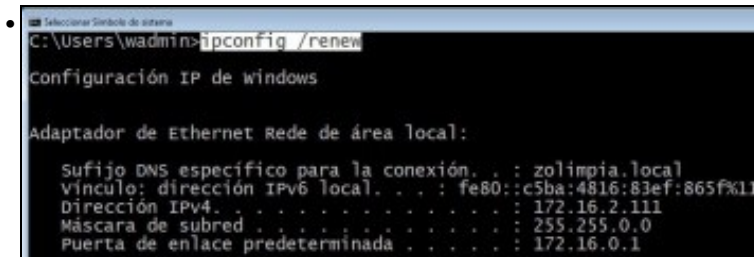 Seleccionar Símbolo de sistema
C:\Users\wadmin>ipconfig /renew
Configuración IP de Windows
Adaptador de Ethernet Rede de área local:
Sufijo DNS específico para la conexión. . : zolimpia.local
Vínculo: dirección IPv6 local. . . : fe80::c5ba:4816:83ef:865f%11
Dirección IPv4. . . . . . . . . . . . . . : 172.16.2.111
Máscara de subred . . . . . . . . . . . . : 255.255.0.0
Puerta de enlace predeterminada . . . . . : 172.16.0.1